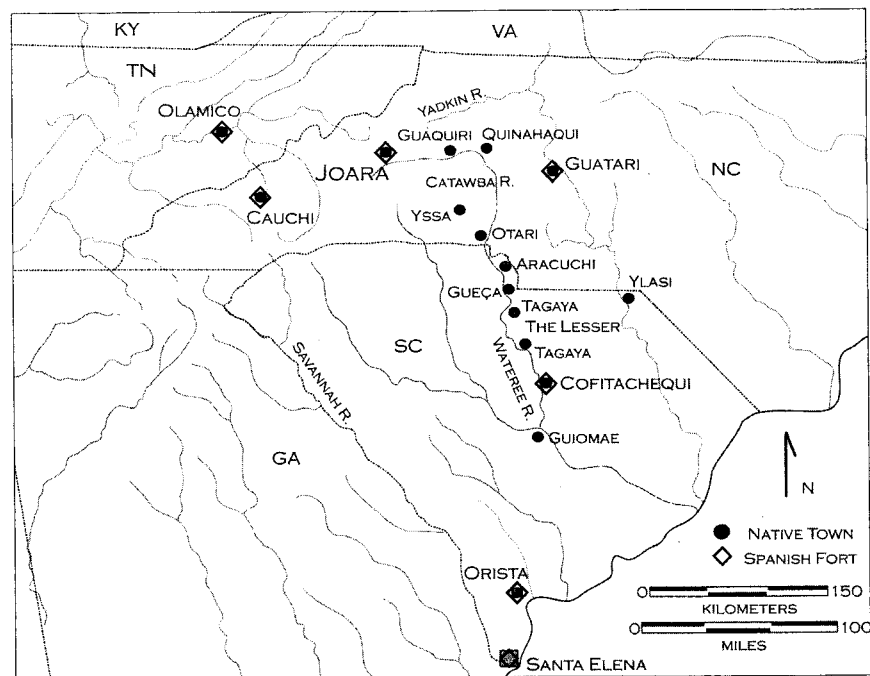 KY
VA
TN
YADKIN R.
OLAMICO
GUAQUIRI
QUINAHAQUI
JOARA
GUATARI
NC
CATAWBA R.
CAUCHI
YSSA
OTARI
ARACUCHI
YLASI
GUEÇA
TAGAYA
THE LESSER
SC
TAGAYA
SAVANNAH R.
WATEREE R.
COFITACHEQUI
GUIOMAE
GA
N
NATIVE TOWN
SPANISH FORT
ORISTA
0 150
KILOMETERS
0 100
MILES
SANTA ELENA